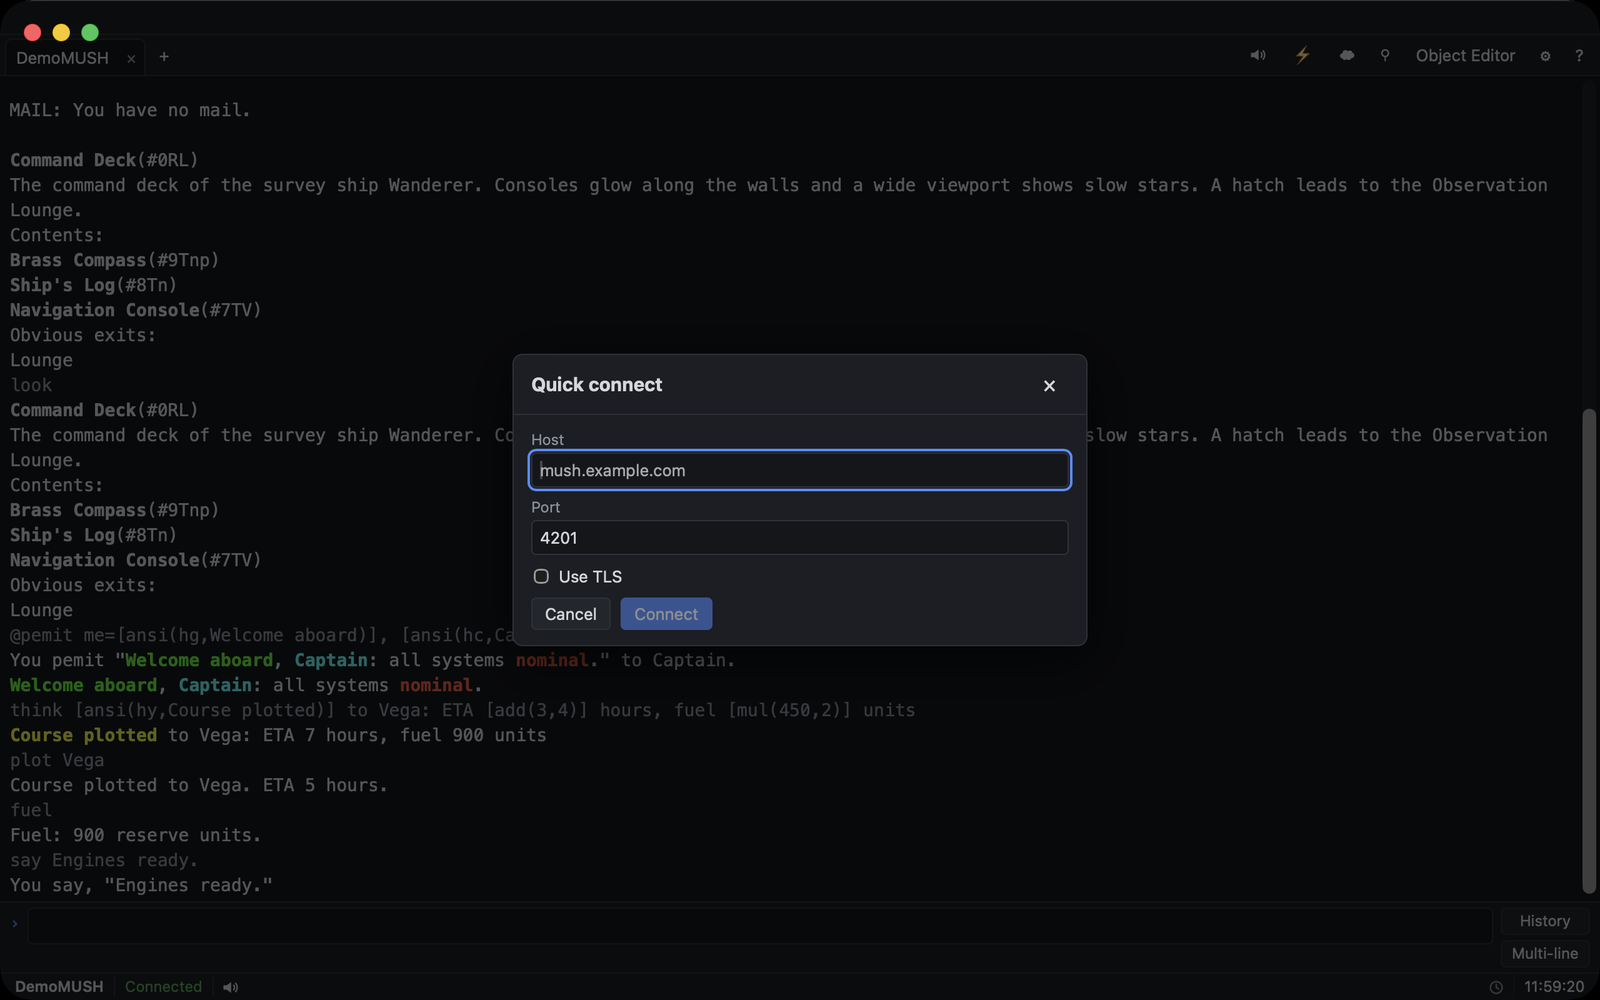 DemoMUSH × +
Object Editor ?
MAIL: You have no mail.
Command Deck(#0RL)
The command deck of the survey ship Wanderer. Consoles glow along the walls and a wide viewport shows slow stars. A hatch leads to the Observation
Lounge.
Contents:
Brass Compass(#9Tnp)
Ship's Log(#8Tn)
Navigation Console(#7TV)
Obvious exits:
Lounge
look
Command Deck(#0RL)
The command deck of the survey ship Wanderer. slow stars. A hatch leads to the Observation
Lounge.
Contents:
Brass Compass(#9Tnp)
Ship's Log(#8Tn)
Navigation Console(#7TV)
Obvious exits:
Lounge
@pemit me=[ansi(hg,Welcome aboard)], [ansi(hc,Ca
You pemit "Welcome aboard, Captain: all systems nominal." to Captain.
Welcome aboard, Captain: all systems nominal.
think [ansi(hy,Course plotted)] to Vega: ETA [add(3,4)] hours, fuel [mul(450,2)] units
Course plotted to Vega: ETA 7 hours, fuel 900 units
plot Vega
Course plotted to Vega. ETA 5 hours.
fuel
Fuel: 900 reserve units.
say Engines ready.
You say, "Engines ready."
Quick connect ×
Host
mush.example.com
Port
4201
Use TLS
Cancel Connect
›
History
Multi-line
DemoMUSH Connected 11:59:20